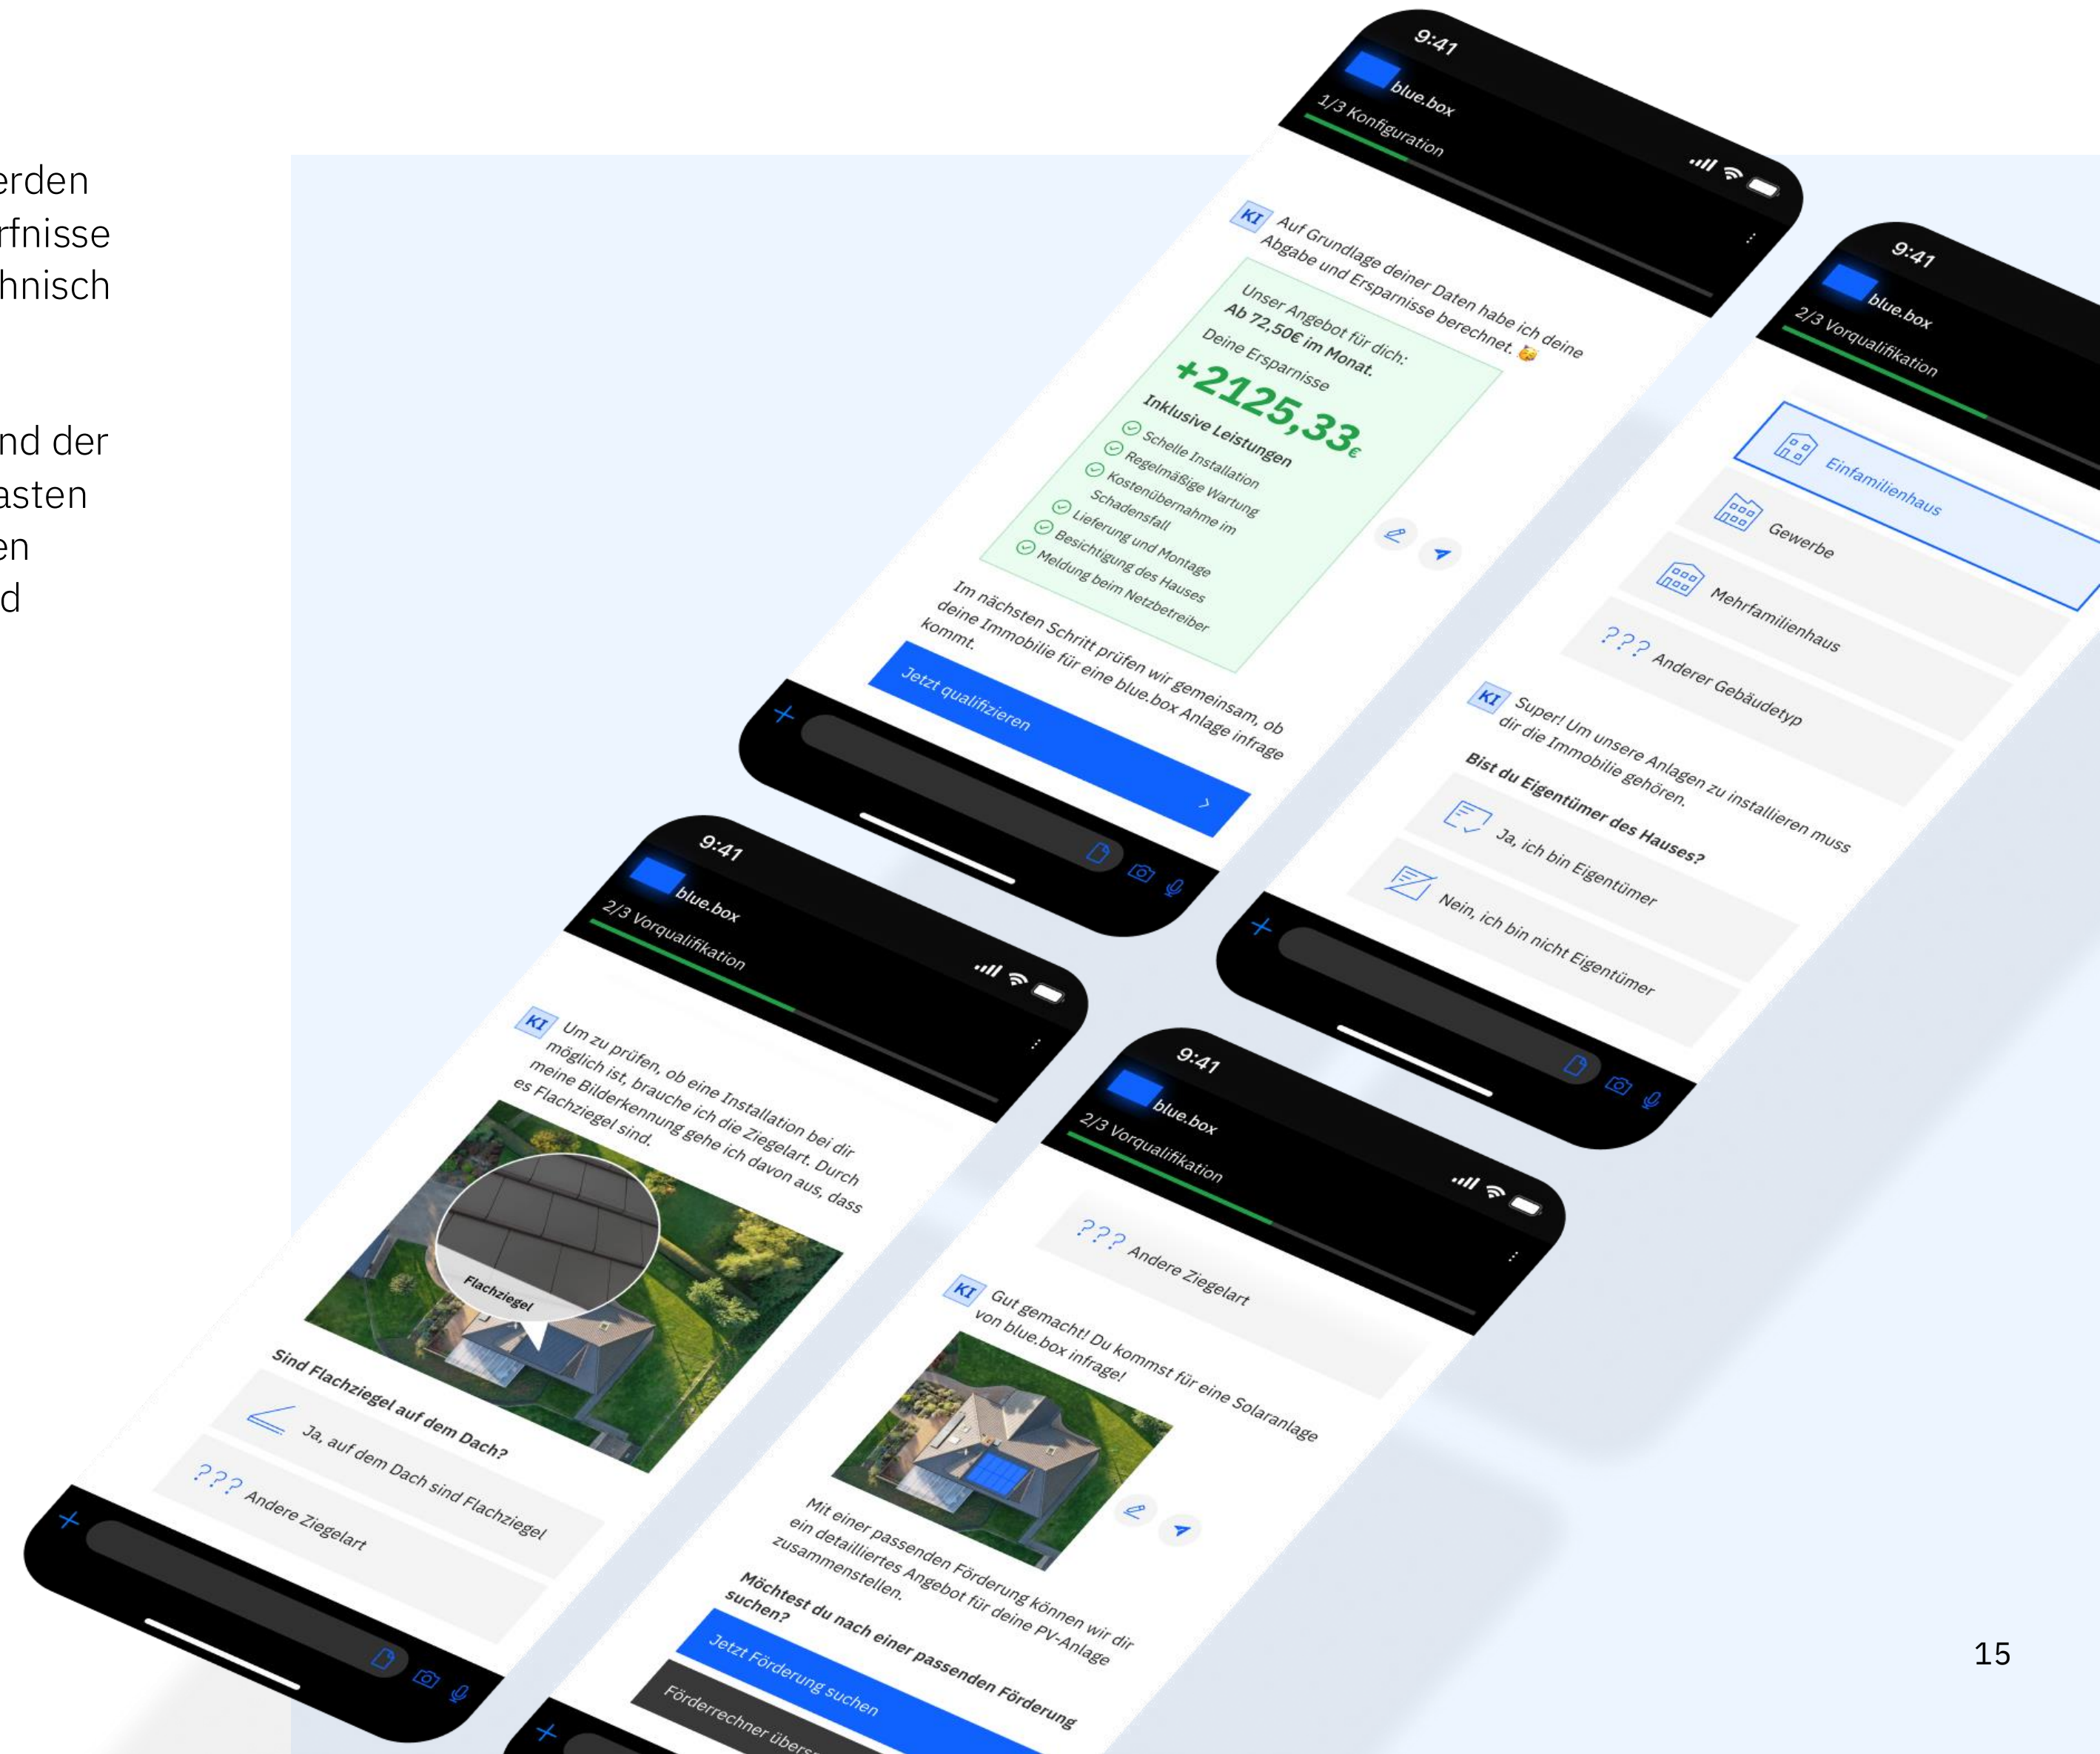 erden
rfnisse
hnisch
nd der
asten
en
d
9:41
blue.box
1/3 Konfiguration
KI Auf Grundlage deiner Daten habe ich deine
Abgabe und Ersparnisse berechnet. 🥳
Unser Angebot für dich:
Ab 72,50€ im Monat.
Deine Ersparnisse
+2125,33€
Inklusive Leistungen
Schelle Installation
Regelmäßige Wartung
Kostenübernahme im
Schadensfall
Lieferung und Montage
Besichtigung des Hauses
Meldung beim Netzbetreiber
Im nächsten Schritt prüfen wir gemeinsam, ob
deine Immobilie für eine blue.box Anlage infrage
kommt.
Jetzt qualifizieren
9:41
blue.box
2/3 Vorqualifikation
Einfamilienhaus
Gewerbe
Mehrfamilienhaus
??? Anderer Gebäudetyp
KI Super! Um unsere Anlagen zu installieren muss
dir die Immobilie gehören.
Bist du Eigentümer des Hauses?
Ja, ich bin Eigentümer
Nein, ich bin nicht Eigentümer
9:41
blue.box
2/3 Vorqualifikation
KI Um zu prüfen, ob eine Installation bei dir
möglich ist, brauche ich die Ziegelart. Durch
meine Bilderkennung gehe ich davon aus, dass
es Flachziegel sind.
Flachziegel
Sind Flachziegel auf dem Dach?
Ja, auf dem Dach sind Flachziegel
??? Andere Ziegelart
9:41
blue.box
2/3 Vorqualifikation
??? Andere Ziegelart
KI Gut gemacht! Du kommst für eine Solaranlage
von blue.box infrage!
Mit einer passenden Förderung können wir dir
ein detailliertes Angebot für deine PV-Anlage
zusammenstellen.
Möchtest du nach einer passenden Förderung
suchen?
Jetzt Förderung suchen
Förderrechner übers
15